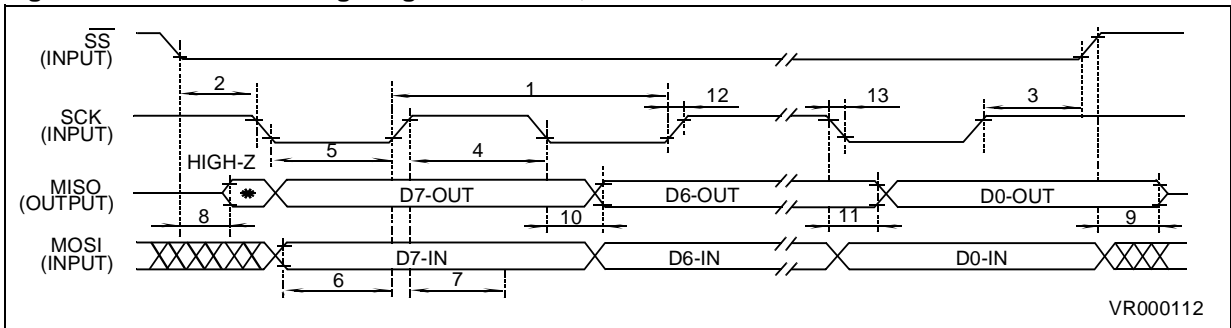 SS
(INPUT)
2
1
12
13
3
SCK
(INPUT)
5
4
HIGH-Z
MISO
(OUTPUT)
D7-OUT
D6-OUT
D0-OUT
8
10
11
9
MOSI
(INPUT)
D7-IN
D6-IN
D0-IN
6
7
VR000112